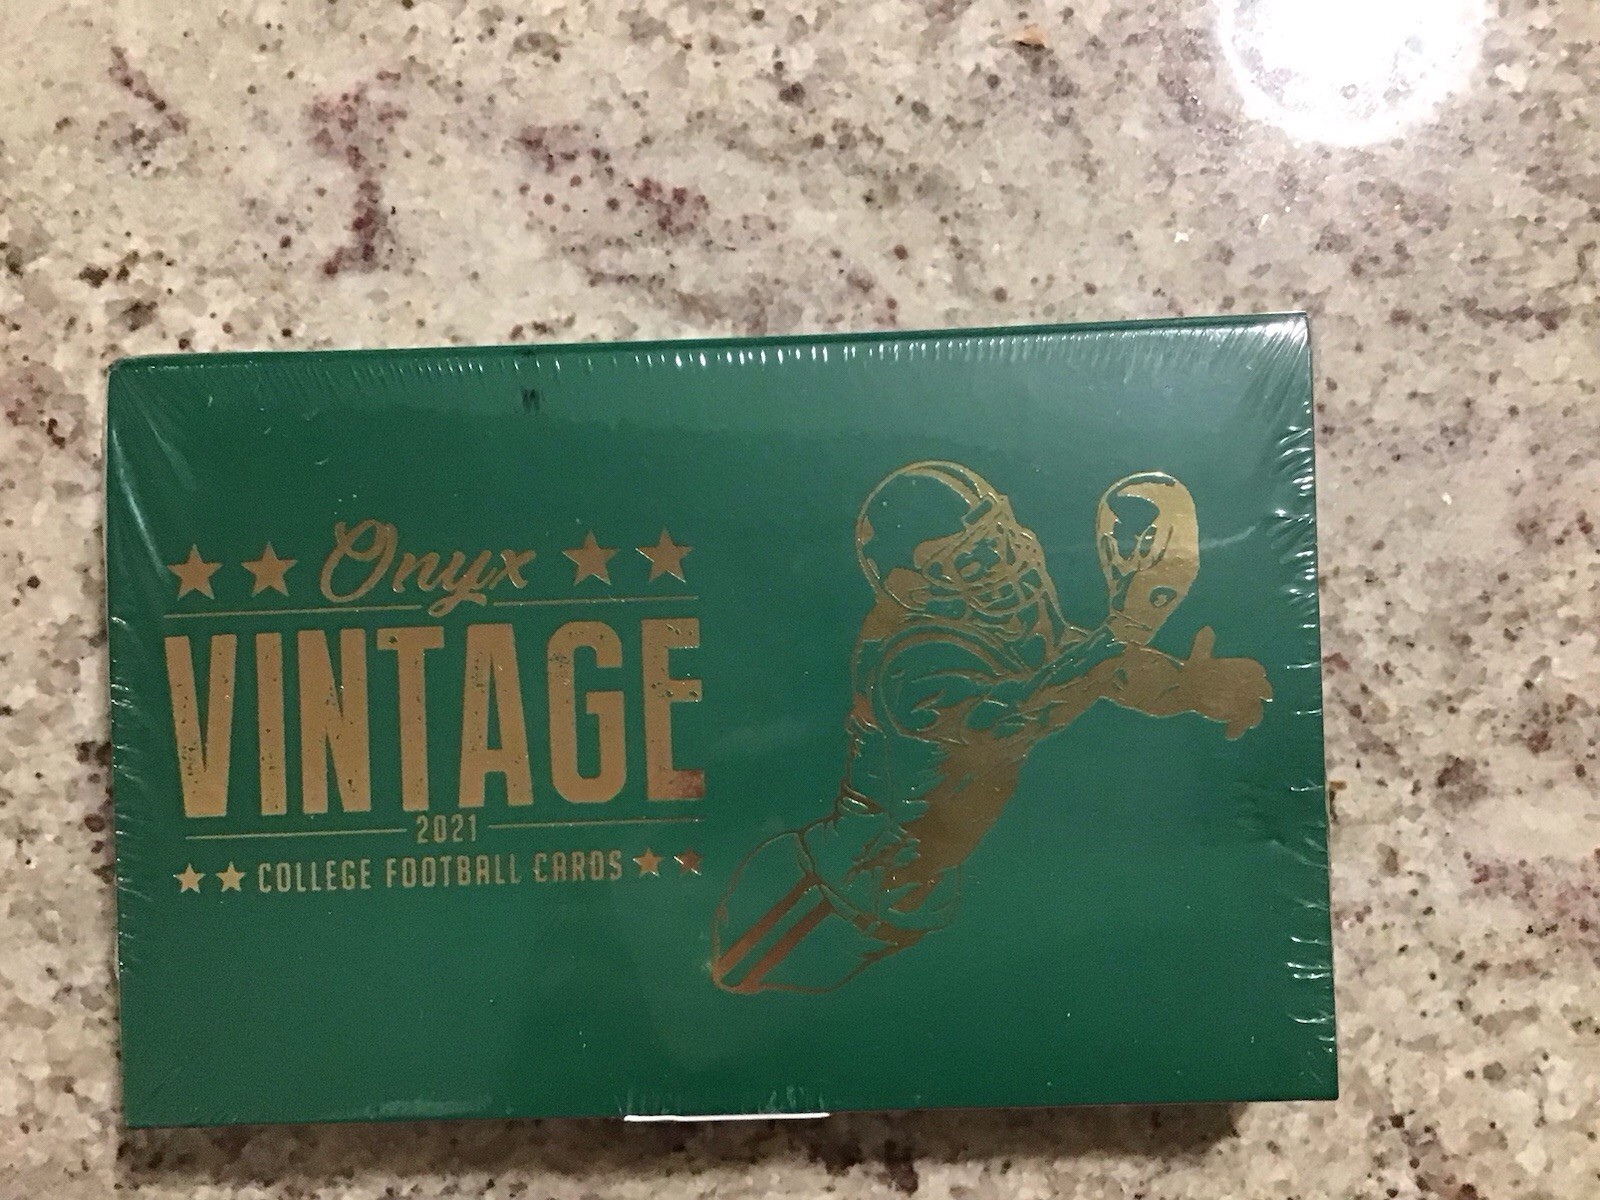 Onyx
VINTAGE
2021
COLLEGE FOOTBALL CARDS